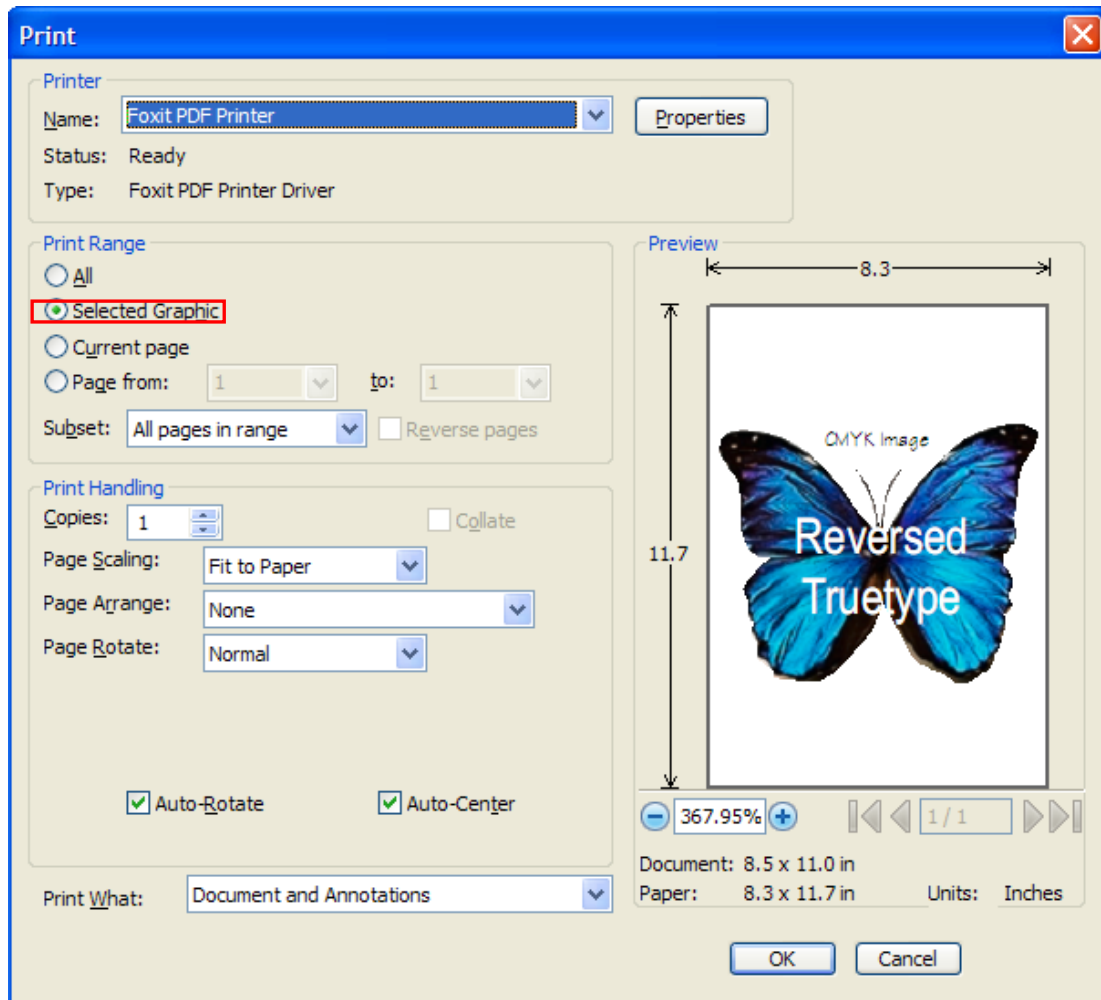 Print
Printer
Name: Foxit PDF Printer Properties
Status: Ready
Type: Foxit PDF Printer Driver
Print Range
All
Selected Graphic
Current page
Page from: 1 to: 1
Subset: All pages in range Reverse pages
Print Handling
Copies: 1 Collate
Page Scaling: Fit to Paper
Page Arrange: None
Page Rotate: Normal
Auto-Rotate Auto-Center
Print What: Document and Annotations
Preview
8.3
11.7
CMYK Image
Reversed
Truetype
367.95% 1 / 1
Document: 8.5 x 11.0 in
Paper: 8.3 x 11.7 in Units: Inches
OK Cancel